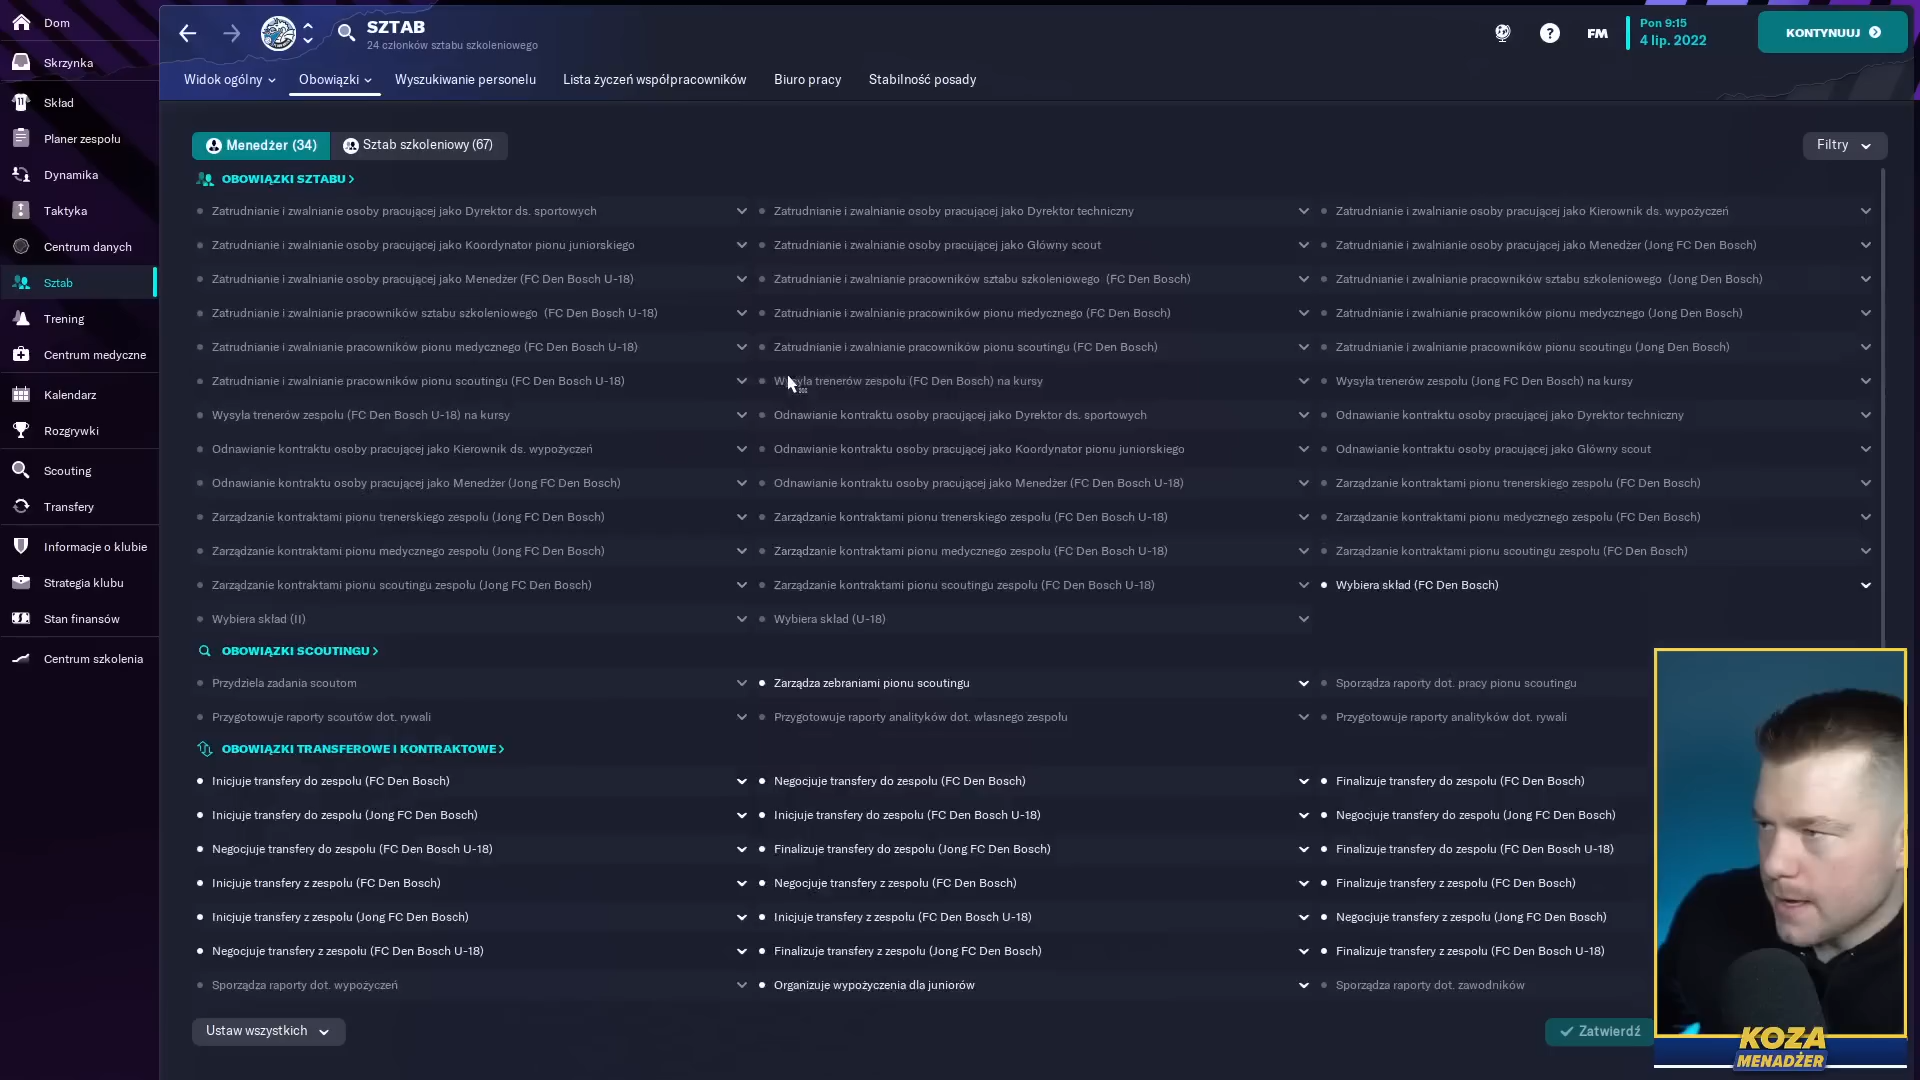 Dom
Skrzynka
Skład
Planer zespołu
Dynamika
Taktyka
Centrum danych
Sztab
Trening
Centrum medyczne
Kalendarz
Rozgrywki
Scouting
Transfery
Informacje o klubie
Strategia klubu
Stan finansów
Centrum szkolenia
SZTAB
24 członków sztabu szkoleniowego
FM
Pon 9:15
4 lip. 2022
KONTYNUUJ
Widok ogólny Obowiązki Wyszukiwanie personelu Lista życzeń współpracowników Biuro pracy Stabilność posady
Menedżer (34) Sztab szkoleniowy (67) Filtry
OBOWIĄZKI SZTABU >
Zatrudnianie i zwalnianie osoby pracującej jako Dyrektor ds. sportowych Zatrudnianie i zwalnianie osoby pracującej jako Dyrektor techniczny Zatrudnianie i zwalnianie osoby pracującej jako Kierownik ds. wypożyczeń
Zatrudnianie i zwalnianie osoby pracującej jako Koordynator pionu juniorskiego Zatrudnianie i zwalnianie osoby pracującej jako Główny scout Zatrudnianie i zwalnianie osoby pracującej jako Menedżer (Jong FC Den Bosch)
Zatrudnianie i zwalnianie osoby pracującej jako Menedżer (FC Den Bosch U-18) Zatrudnianie i zwalnianie pracowników sztabu szkoleniowego (FC Den Bosch) Zatrudnianie i zwalnianie pracowników sztabu szkoleniowego (Jong Den Bosch)
Zatrudnianie i zwalnianie pracowników sztabu szkoleniowego (FC Den Bosch U-18) Zatrudnianie i zwalnianie pracowników pionu medycznego (FC Den Bosch) Zatrudnianie i zwalnianie pracowników pionu medycznego (Jong Den Bosch)
Zatrudnianie i zwalnianie pracowników pionu medycznego (FC Den Bosch U-18) Zatrudnianie i zwalnianie pracowników pionu scoutingu (FC Den Bosch) Zatrudnianie i zwalnianie pracowników pionu scoutingu (Jong Den Bosch)
Zatrudnianie i zwalnianie pracowników pionu scoutingu (FC Den Bosch U-18) Wysyła trenerów zespołu (FC Den Bosch) na kursy Wysyła trenerów zespołu (Jong FC Den Bosch) na kursy
Wysyła trenerów zespołu (FC Den Bosch U-18) na kursy Odnawianie kontraktu osoby pracującej jako Dyrektor ds. sportowych Odnawianie kontraktu osoby pracującej jako Dyrektor techniczny
Odnawianie kontraktu osoby pracującej jako Kierownik ds. wypożyczeń Odnawianie kontraktu osoby pracującej jako Koordynator pionu juniorskiego Odnawianie kontraktu osoby pracującej jako Główny scout
Odnawianie kontraktu osoby pracującej jako Menedżer (Jong FC Den Bosch) Odnawianie kontraktu osoby pracującej jako Menedżer (FC Den Bosch U-18) Zarządzanie kontraktami pionu trenerskiego zespołu (FC Den Bosch)
Zarządzanie kontraktami pionu trenerskiego zespołu (Jong FC Den Bosch) Zarządzanie kontraktami pionu trenerskiego zespołu (FC Den Bosch U-18) Zarządzanie kontraktami pionu medycznego zespołu (FC Den Bosch)
Zarządzanie kontraktami pionu medycznego zespołu (Jong FC Den Bosch) Zarządzanie kontraktami pionu medycznego zespołu (FC Den Bosch U-18) Zarządzanie kontraktami pionu scoutingu zespołu (FC Den Bosch)
Zarządzanie kontraktami pionu scoutingu zespołu (Jong FC Den Bosch) Zarządzanie kontraktami pionu scoutingu zespołu (FC Den Bosch U-18) Wybiera skład (FC Den Bosch)
Wybiera skład (II) Wybiera skład (U-18)
OBOWIĄZKI SCOUTINGU >
Przydziela zadania scoutom Zarządza zebraniami pionu scoutingu Sporządza raporty dot. pracy pionu scoutingu
Przygotowuje raporty scoutów dot. rywali Przygotowuje raporty analityków dot. własnego zespołu Przygotowuje raporty analityków dot. rywali
OBOWIĄZKI TRANSFEROWE I KONTRAKTOWE >
Inicjuje transfery do zespołu (FC Den Bosch) Negocjuje transfery do zespołu (FC Den Bosch) Finalizuje transfery do zespołu (FC Den Bosch)
Inicjuje transfery do zespołu (Jong FC Den Bosch) Inicjuje transfery do zespołu (FC Den Bosch U-18) Negocjuje transfery do zespołu (Jong FC Den Bosch)
Negocjuje transfery do zespołu (FC Den Bosch U-18) Finalizuje transfery do zespołu (Jong FC Den Bosch) Finalizuje transfery do zespołu (FC Den Bosch U-18)
Inicjuje transfery z zespołu (FC Den Bosch) Negocjuje transfery z zespołu (FC Den Bosch) Finalizuje transfery z zespołu (FC Den Bosch)
Inicjuje transfery z zespołu (Jong FC Den Bosch) Inicjuje transfery z zespołu (FC Den Bosch U-18) Negocjuje transfery z zespołu (Jong FC Den Bosch)
Negocjuje transfery z zespołu (FC Den Bosch U-18) Finalizuje transfery z zespołu (Jong FC Den Bosch) Finalizuje transfery z zespołu (FC Den Bosch U-18)
Sporządza raporty dot. wypożyczeń Organizuje wypożyczenia dla juniorów Sporządza raporty dot. zawodników
Ustaw wszystkich Zatwierdź
KOZA
MENADŻER